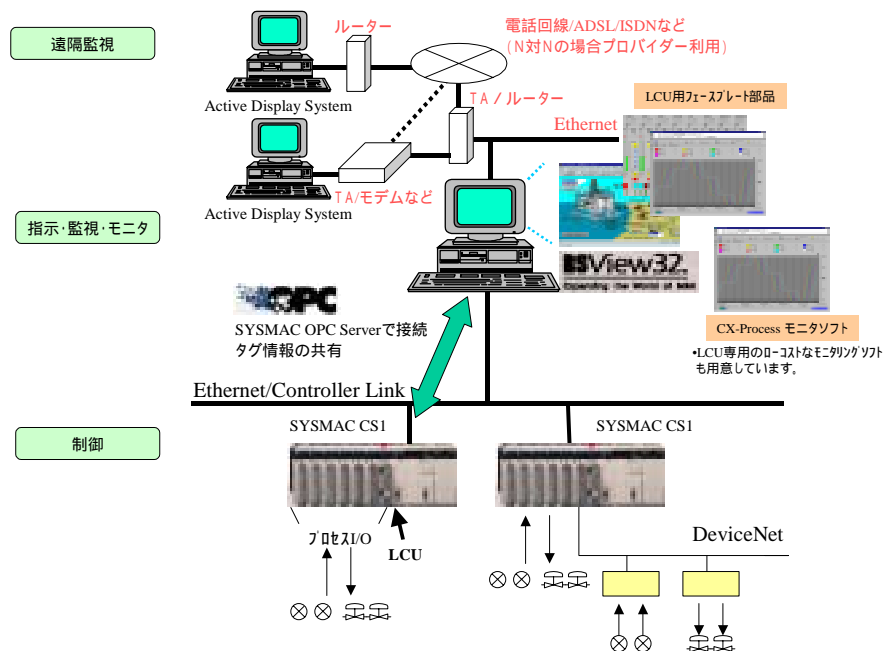 遠隔監視
ルーター
電話回線/ADSL/ISDNなど
(N対Nの場合プロバイダー利用)
Active Display System
TA/ルーター
LCU用フェースプレート部品
Ethernet
TA/モデムなど
Active Display System
指示・監視・モニタ
RSView32
Expanding the World of MMI
OPC
SYSMAC OPC Serverで接続
タグ情報の共有
CX-Process モニタソフト
•LCU専用のローコストなモニタリングソフト
も用意しています。
Ethernet/Controller Link
SYSMAC CS1
SYSMAC CS1
制御
プロセスI/O
LCU
DeviceNet